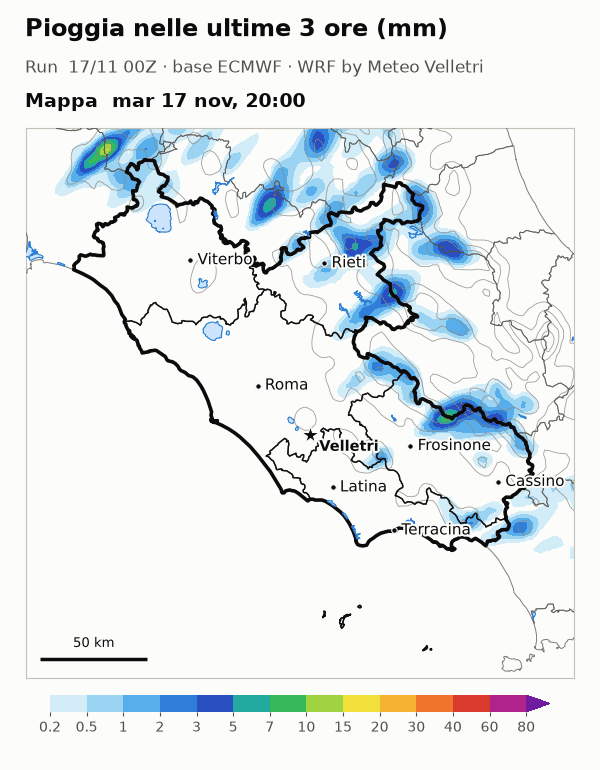 Pioggia nelle ultime 3 ore (mm)
Run 17/11 00Z · base ECMWF · WRF by Meteo Velletri
Mappa mar 17 nov, 20:00
Viterbo
Rieti
Roma
Velletri
Frosinone
Latina
Cassino
Terracina
50 km
0.2 0.5 1 2 3 5 7 10 15 20 30 40 60 80